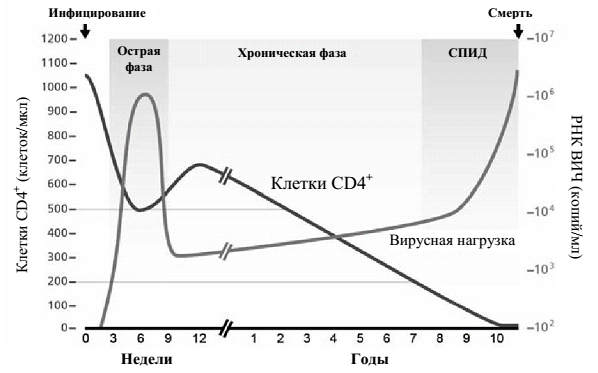 Инфицирование
Смерть
Острая
фаза
Хроническая фаза
СПИД
Клетки CD4⁺ (клеток/мкл)
1200
1100
1000
900
800
700
600
500
400
300
200
100
0
Клетки CD4⁺
Вирусная нагрузка
–10⁷
–10⁶
–10⁵
–10⁴
–10³
–10²
РНК ВИЧ (копий/мл)
0 3 6 9 12 1 2 3 4 5 6 7 8 9 10
Недели Годы